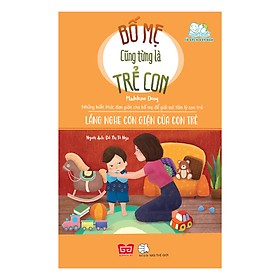 BỐ MẸ
Cũng từng là
TRẺ CON
Madeleine Deny
Những kiến thức đơn giản cho bố mẹ để giải mã tâm lý con trẻ
LẮNG NGHE CƠN GIẬN CỦA CON TRẺ
Người dịch: Đỗ Thị Tố Nga